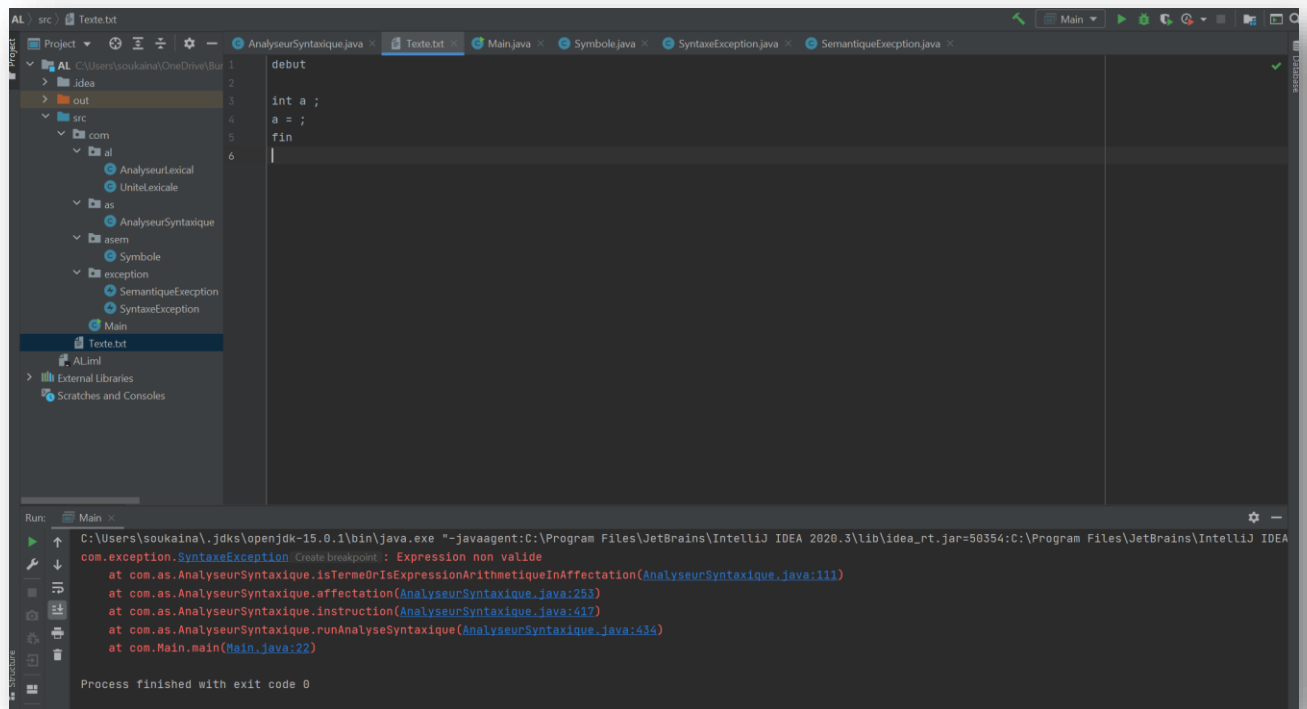 AL src Texte.txt Main
Project AnalyseurSyntaxique.java Texte.txt Main.java Symbole.java SyntaxeException.java SemantiqueExecption.java
Project
AL C:\Users\soukaina\OneDrive\Bur
.idea
out
src
com
al
AnalyseurLexical
UniteLexicale
as
AnalyseurSyntaxique
asem
Symbole
exception
SemantiqueExecption
SyntaxeException
Main
Texte.txt
AL.iml
External Libraries
Scratches and Consoles
1 debut
2
3 int a ;
4 a = ;
5 fin
6
Database
Run: Main
C:\Users\soukaina\.jdks\openjdk-15.0.1\bin\java.exe "-javaagent:C:\Program Files\JetBrains\IntelliJ IDEA 2020.3\lib\idea_rt.jar=50354:C:\Program Files\JetBrains\IntelliJ IDEA
com.exception.SyntaxeException Create breakpoint : Expression non valide
at com.as.AnalyseurSyntaxique.isTermeOrIsExpressionArithmetiqueInAffectation(AnalyseurSyntaxique.java:111)
at com.as.AnalyseurSyntaxique.affectation(AnalyseurSyntaxique.java:253)
at com.as.AnalyseurSyntaxique.instruction(AnalyseurSyntaxique.java:417)
at com.as.AnalyseurSyntaxique.runAnalyseSyntaxique(AnalyseurSyntaxique.java:434)
at com.Main.main(Main.java:22)
Process finished with exit code 0
Structure